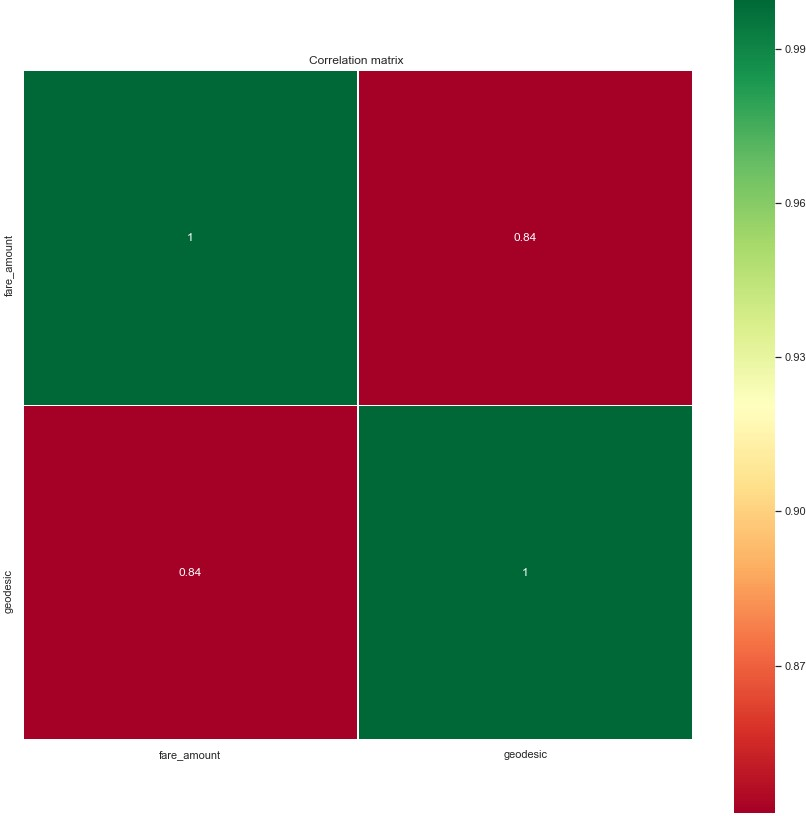 Correlation matrix
fare_amount
1
0.84
geodesic
0.84
1
fare_amount
geodesic
0.99
0.96
0.93
0.90
0.87